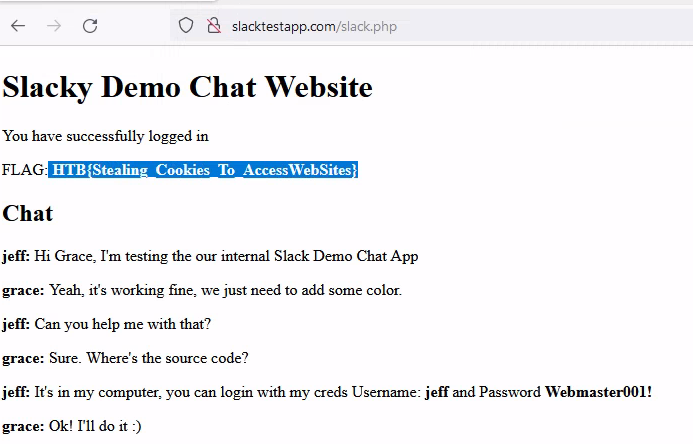 slacktestapp.com/slack.php
Slacky Demo Chat Website
You have successfully logged in
FLAG: HTB{Stealing_Cookies_To_AccessWebSites}
Chat
jeff: Hi Grace, I'm testing the our internal Slack Demo Chat App
grace: Yeah, it's working fine, we just need to add some color.
jeff: Can you help me with that?
grace: Sure. Where's the source code?
jeff: It's in my computer, you can login with my creds Username: jeff and Password Webmaster001!
grace: Ok! I'll do it :)